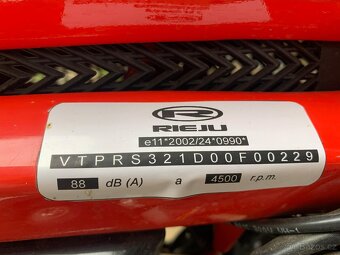 RIEJU
e11*2002/24*0990*
VTPRS321D00F00229
88 dB (A) a 4500 r.p.m.